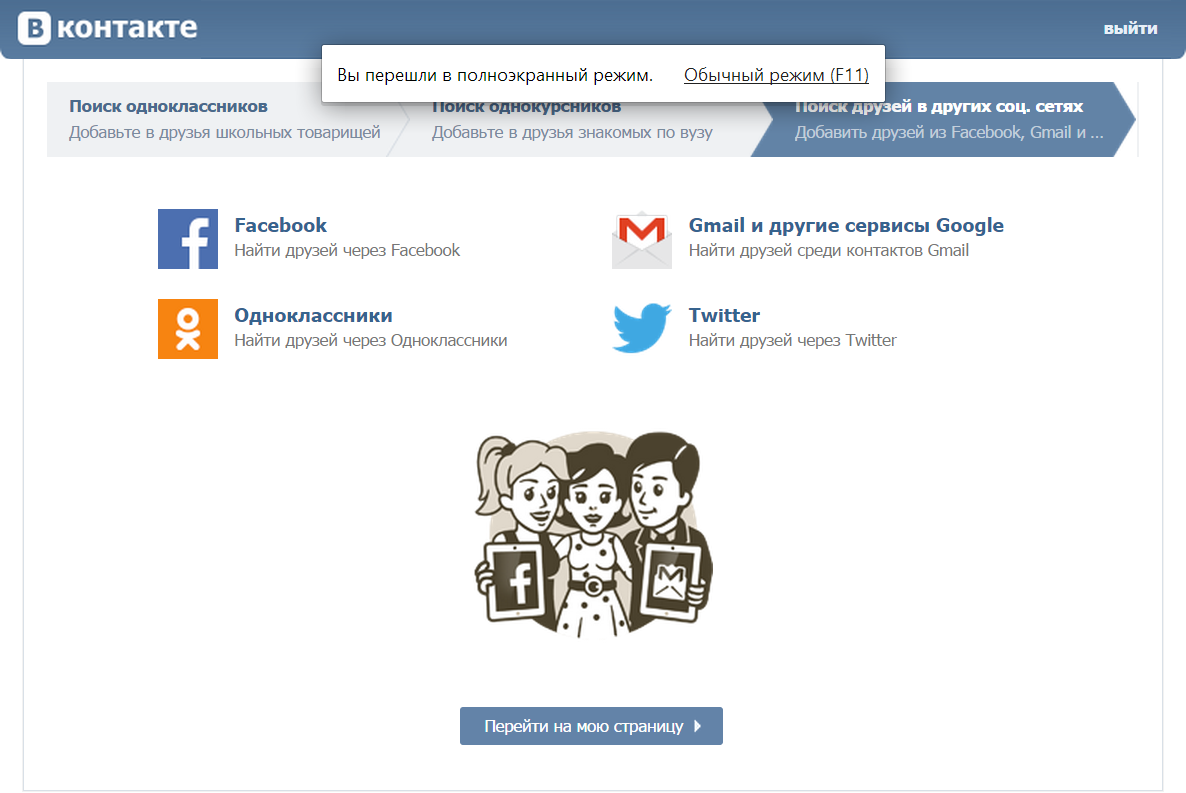 В контакте
выйти
Вы перешли в полноэкранный режим. Обычный режим (F11)
Поиск одноклассников
Добавьте в друзья школьных товарищей
Поиск однокурсников
Добавьте в друзья знакомых по вузу
Поиск друзей в других соц. сетях
Добавить друзей из Facebook, Gmail и ...
Facebook
Найти друзей через Facebook
Gmail и другие сервисы Google
Найти друзей среди контактов Gmail
Одноклассники
Найти друзей через Одноклассники
Twitter
Найти друзей через Twitter
Перейти на мою страницу